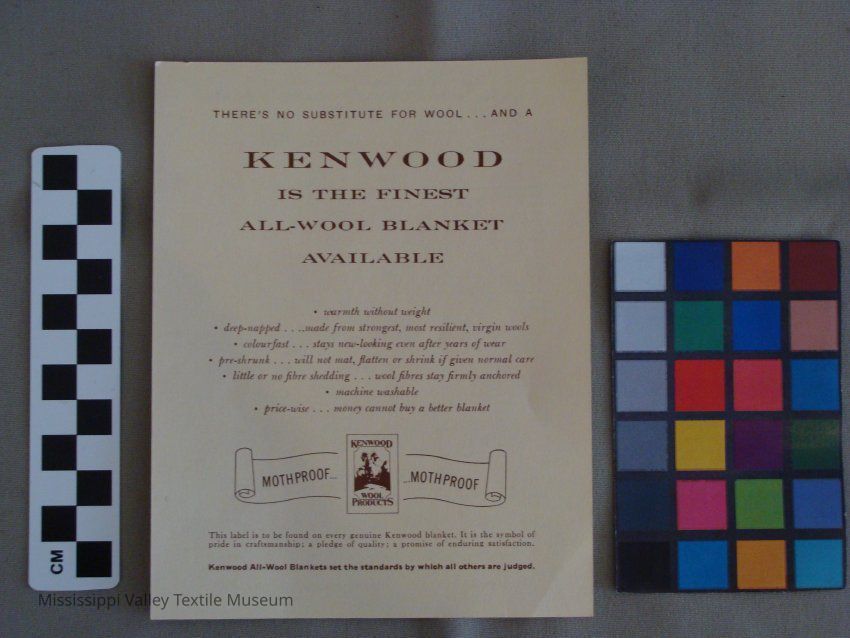 THERE'S NO SUBSTITUTE FOR WOOL...AND A
KENWOOD
IS THE FINEST
ALL-WOOL BLANKET
AVAILABLE
• warmth without weight
• deep-napped ....made from strongest, most resilient, virgin wools
• colourfast ... stays new-looking even after years of wear
• pre-shrunk ... will not mat, flatten or shrink if given normal care
• little or no fibre shedding ... wool fibres stay firmly anchored
• machine washable
• price-wise ... money cannot buy a better blanket
KENWOOD
MOTHPROOF... ...MOTHPROOF
WOOL
PRODUCTS
This label is to be found on every genuine Kenwood blanket. It is the symbol of
pride in craftsmanship; a pledge of quality; a promise of enduring satisfaction.
Kenwood All-Wool Blankets set the standards by which all others are judged.
CM
Mississippi Valley Textile Museum